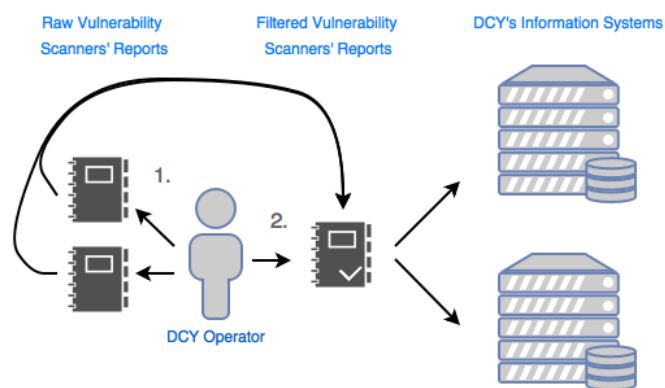 Raw Vulnerability
Scanners' Reports
Filtered Vulnerability
Scanners' Reports
DCY's Information Systems
1.
2.
DCY Operator